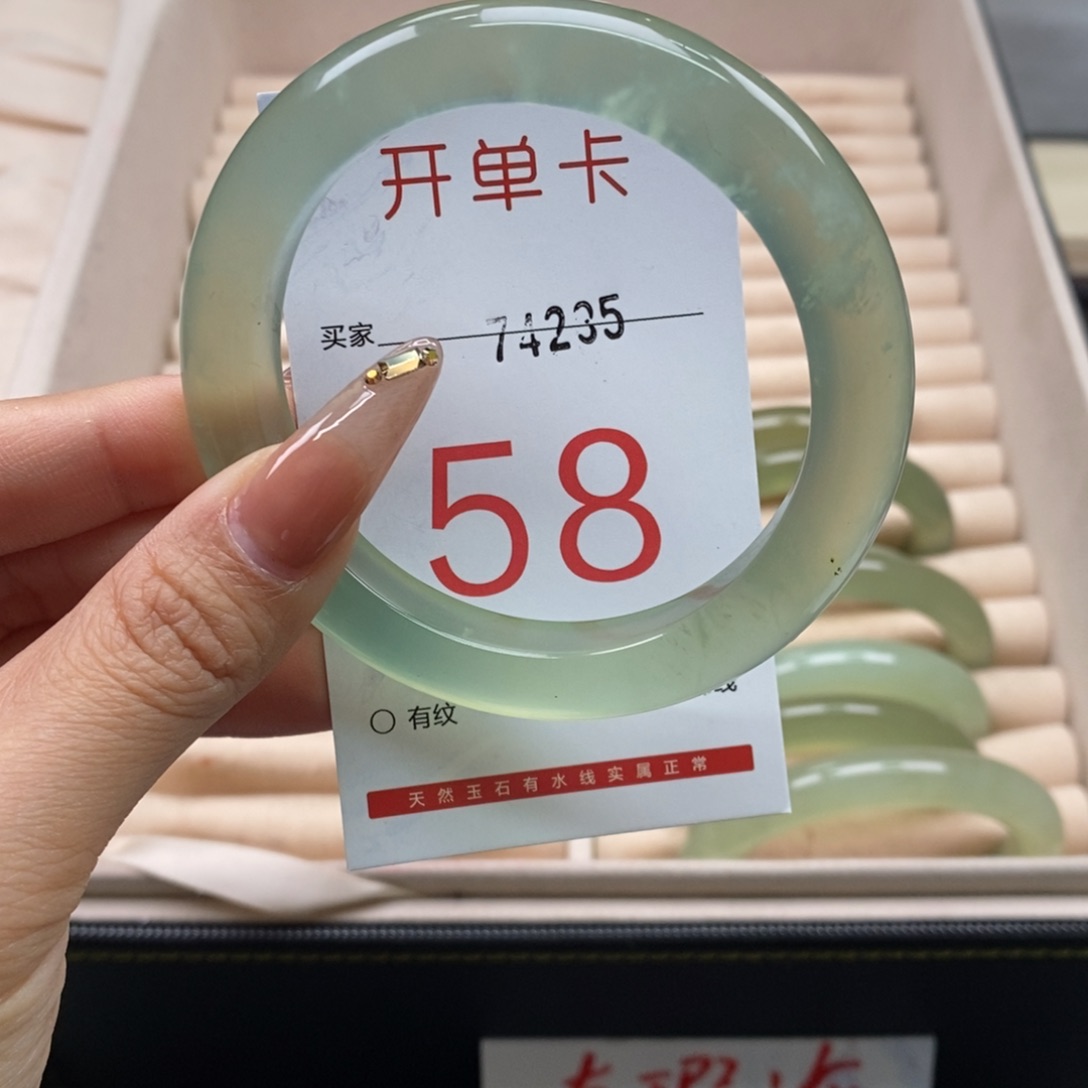 开单卡
买家 74235
58
○ 有纹
天然玉石有水线实属正常